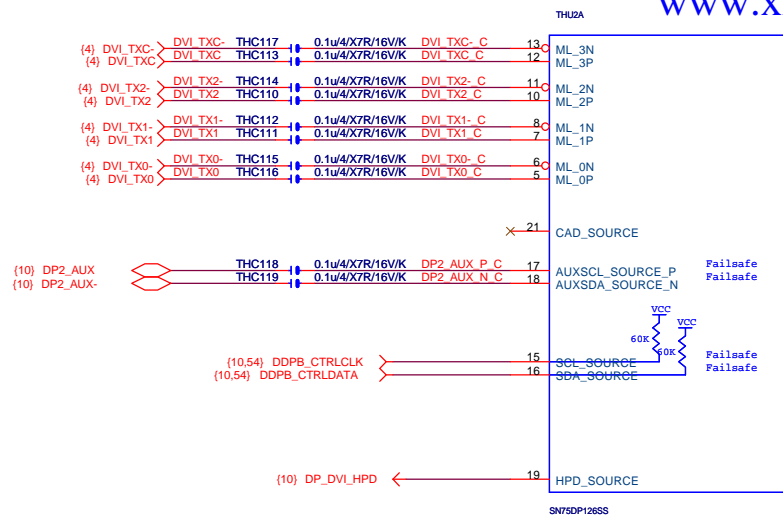 www.x
THU2A
{4} DVI_TXC- DVI_TXC- THC117 0.1u/4/X7R/16V/K DVI_TXC-_C 13 ML_3N
{4} DVI_TXC DVI_TXC THC113 0.1u/4/X7R/16V/K DVI_TXC_C 12 ML_3P
{4} DVI_TX2- DVI_TX2- THC114 0.1u/4/X7R/16V/K DVI_TX2-_C 11 ML_2N
{4} DVI_TX2 DVI_TX2 THC110 0.1u/4/X7R/16V/K DVI_TX2_C 10 ML_2P
{4} DVI_TX1- DVI_TX1- THC112 0.1u/4/X7R/16V/K DVI_TX1-_C 8 ML_1N
{4} DVI_TX1 DVI_TX1 THC111 0.1u/4/X7R/16V/K DVI_TX1_C 7 ML_1P
{4} DVI_TX0- DVI_TX0- THC115 0.1u/4/X7R/16V/K DVI_TX0-_C 6 ML_0N
{4} DVI_TX0 DVI_TX0 THC116 0.1u/4/X7R/16V/K DVI_TX0_C 5 ML_0P
21 CAD_SOURCE
{10} DP2_AUX THC118 0.1u/4/X7R/16V/K DP2_AUX_P_C 17 AUXSCL_SOURCE_P Failsafe
{10} DP2_AUX- THC119 0.1u/4/X7R/16V/K DP2_AUX_N_C 18 AUXSDA_SOURCE_N Failsafe
VCC
VCC
60K
60K
{10,54} DDPB_CTRLCLK 15 SCL_SOURCE Failsafe
{10,54} DDPB_CTRLDATA 16 SDA_SOURCE Failsafe
{10} DP_DVI_HPD 19 HPD_SOURCE
SN75DP126SS